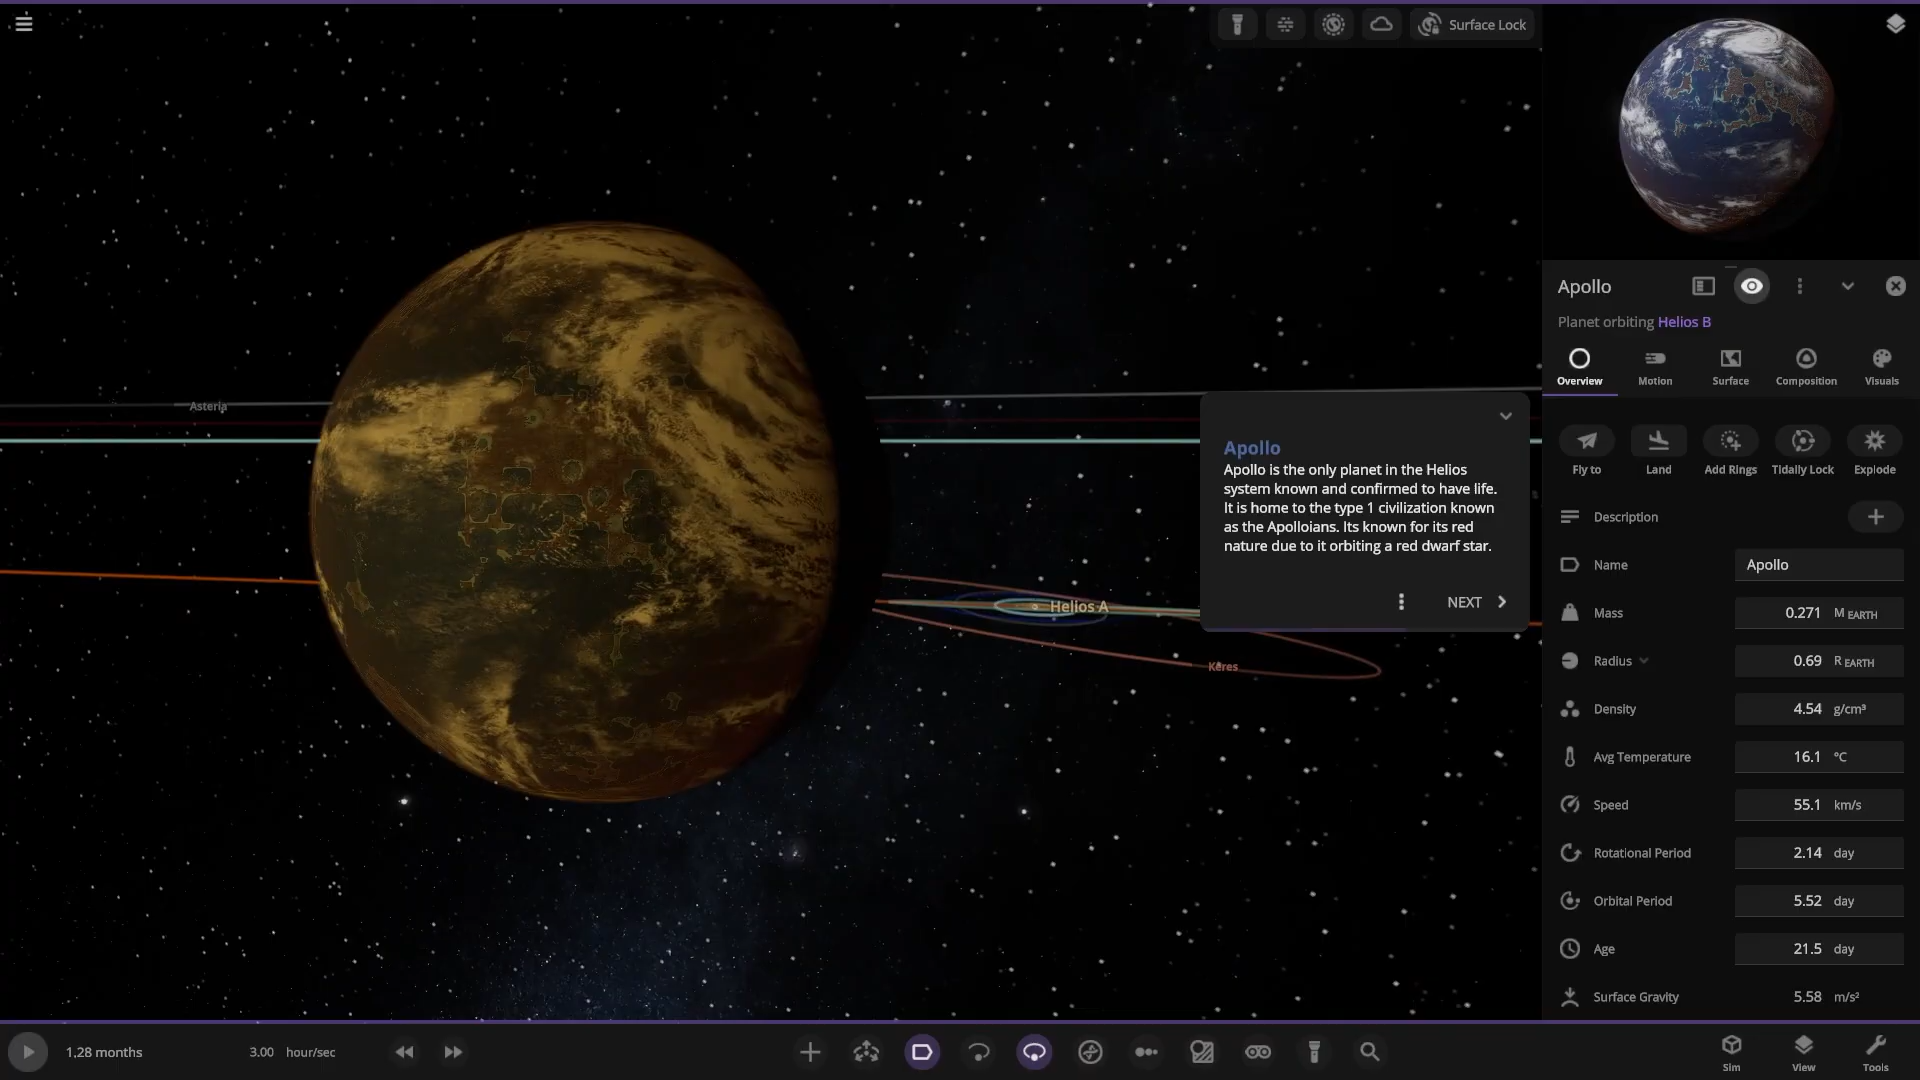 Surface Lock
Asteria
Helios A
Keres
Apollo
Apollo is the only planet in the Helios
system known and confirmed to have life.
It is home to the type 1 civilization known
as the Apolloians. Its known for its red
nature due to it orbiting a red dwarf star.
NEXT
Apollo
Planet orbiting Helios B
Overview Motion Surface Composition Visuals
Fly to Land Add Rings Tidally Lock Explode
Description
Name Apollo
Mass 0.271 M EARTH
Radius 0.69 R EARTH
Density 4.54 g/cm³
Avg Temperature 16.1 °C
Speed 55.1 km/s
Rotational Period 2.14 day
Orbital Period 5.52 day
Age 21.5 day
Surface Gravity 5.58 m/s²
1.28 months 3.00 hour/sec
Sim View Tools